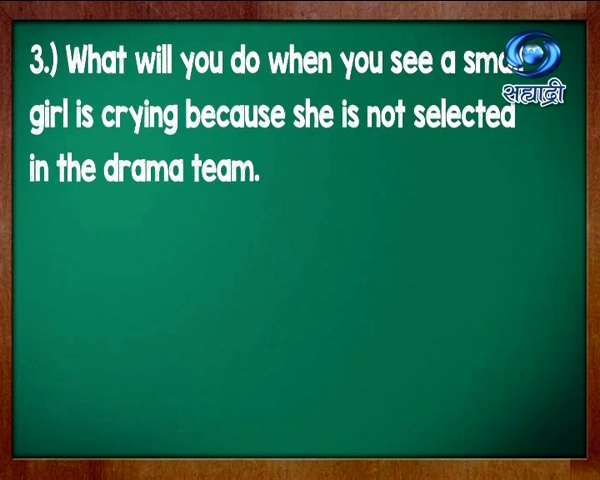 3.) What will you do when you see a small
girl is crying because she is not selected
in the drama team.
सह्याद्री